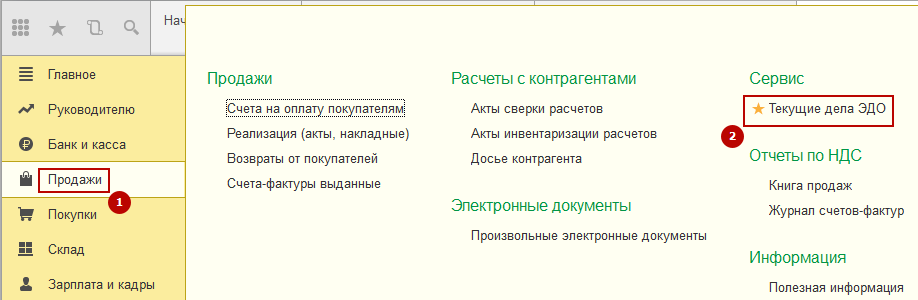 Нач
Главное
Руководителю
Банк и касса
Продажи
1
Покупки
Склад
Зарплата и кадры
Продажи
Счета на оплату покупателям
Реализация (акты, накладные)
Возвраты от покупателей
Счета-фактуры выданные
Расчеты с контрагентами
Акты сверки расчетов
Акты инвентаризации расчетов
Досье контрагента
Электронные документы
Произвольные электронные документы
Сервис
Текущие дела ЭДО
2
Отчеты по НДС
Книга продаж
Журнал счетов-фактур
Информация
Полезная информация